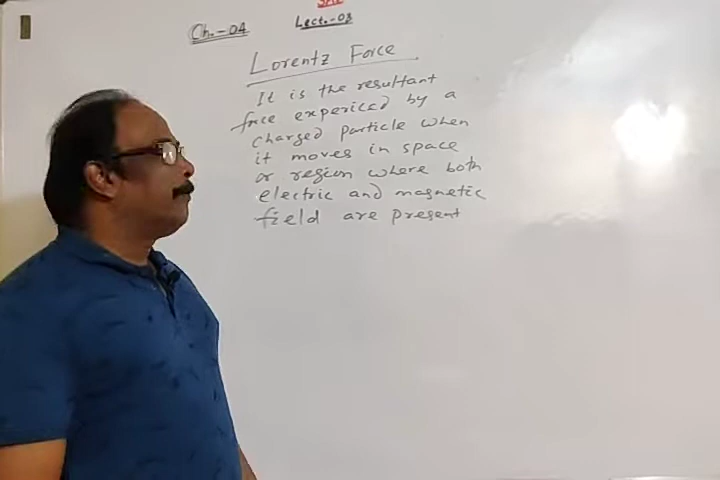 Ch.-04
Lect.-03
Lorentz Force
It is the resultant
force expericed by a
charged particle when
it moves in space
or region where both
electric and magnetic
field are present